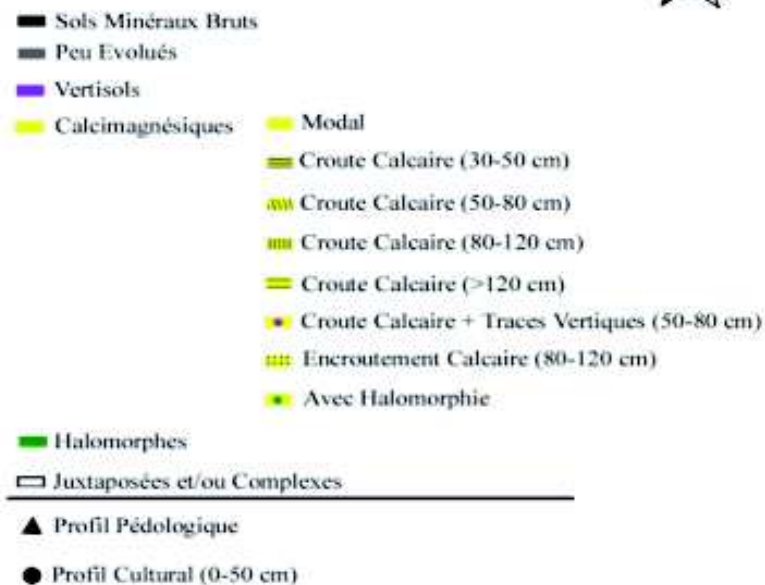 Sols Minéraux Bruts
Peu Evolués
Vertisols
Calcimagnésiques
Modal
Croute Calcaire (30-50 cm)
Croute Calcaire (50-80 cm)
Croute Calcaire (80-120 cm)
Croute Calcaire (>120 cm)
Croute Calcaire + Traces Vertiques (50-80 cm)
Encroutement Calcaire (80-120 cm)
Avec Halomorphie
Halomorphes
Juxtaposées et/ou Complexes
Profil Pédologique
Profil Cultural (0-50 cm)